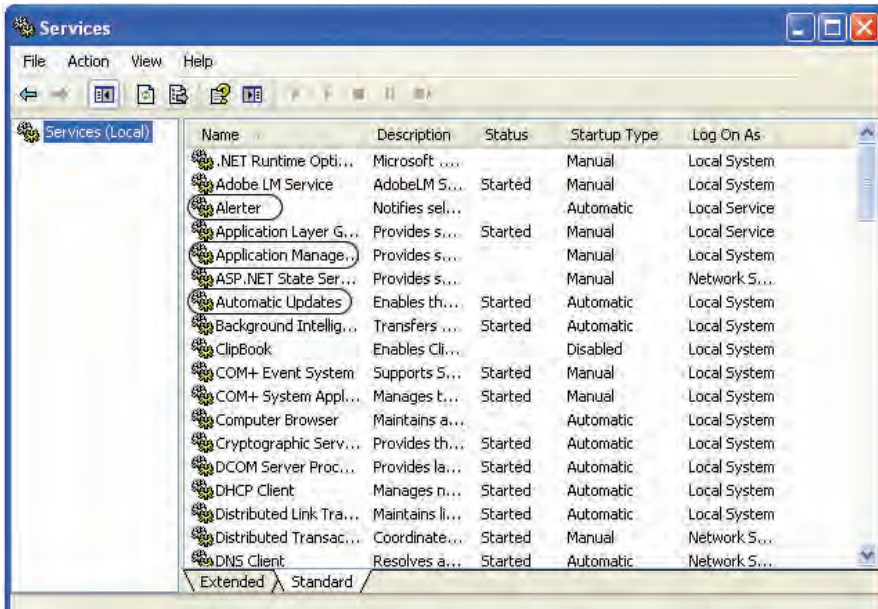 Services
File Action View Help
Services (Local)
Name Description Status Startup Type Log On As
.NET Runtime Opti... Microsoft .... Manual Local System
Adobe LM Service AdobeLM S... Started Manual Local System
Alerter Notifies sel... Automatic Local Service
Application Layer G... Provides s... Started Manual Local Service
Application Manage.. Provides s... Manual Local System
ASP.NET State Ser... Provides s... Manual Network S...
Automatic Updates Enables th... Started Automatic Local System
Background Intellig... Transfers ... Started Automatic Local System
ClipBook Enables Cli... Disabled Local System
COM+ Event System Supports S... Started Manual Local System
COM+ System Appl... Manages t... Started Manual Local System
Computer Browser Maintains a... Automatic Local System
Cryptographic Serv... Provides th... Started Automatic Local System
DCOM Server Proc... Provides la... Started Automatic Local System
DHCP Client Manages n... Started Automatic Local System
Distributed Link Tra... Maintains li... Started Automatic Local System
Distributed Transac... Coordinate... Started Manual Network S...
DNS Client Resolves a... Started Automatic Network S...
Extended Standard